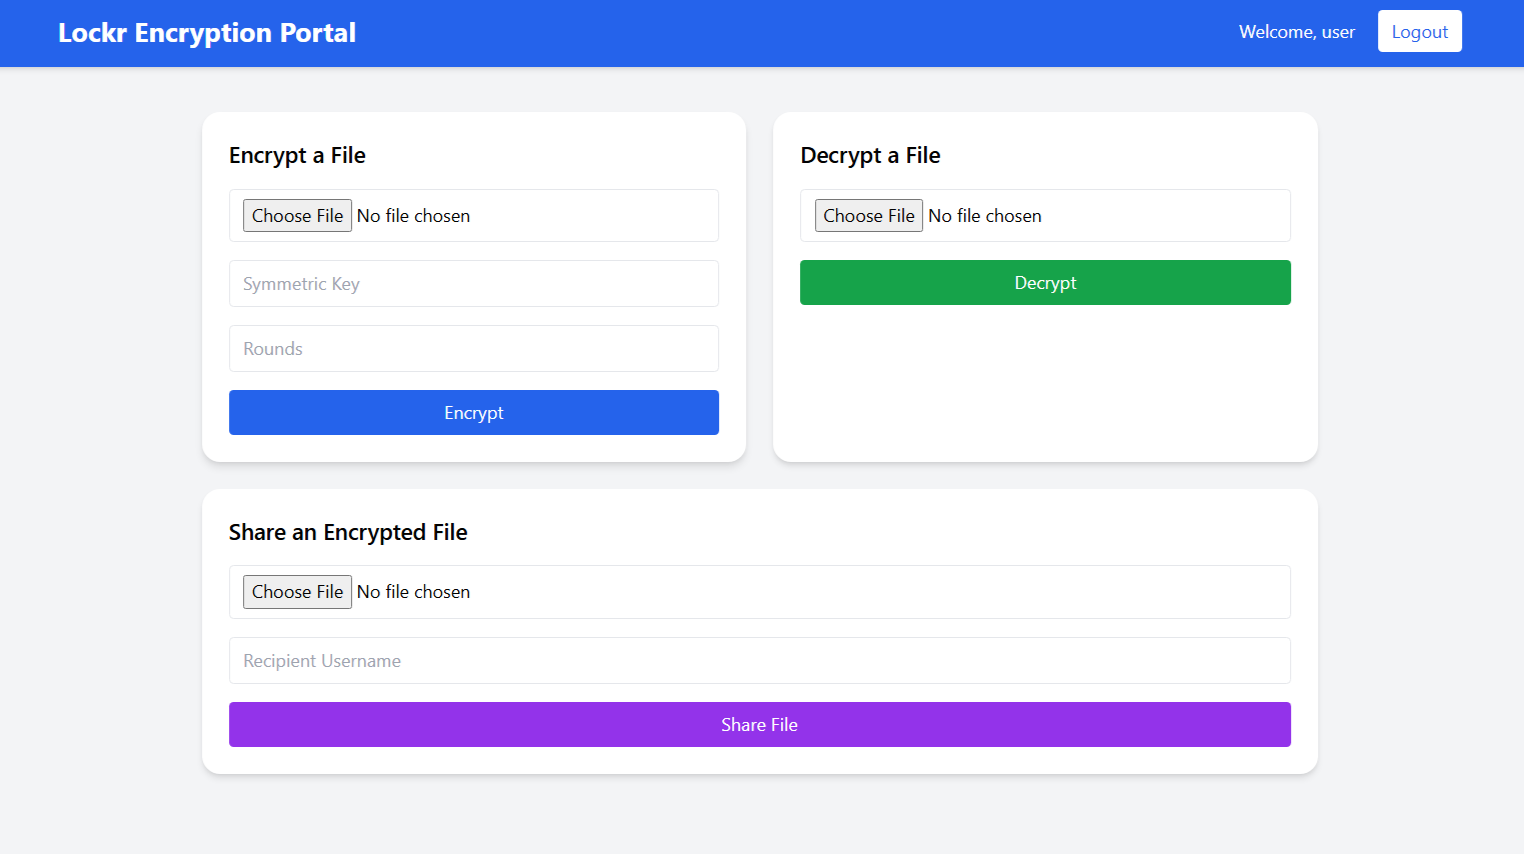 Lockr Encryption Portal
Welcome, user
Logout
Encrypt a File
Choose File No file chosen
Symmetric Key
Rounds
Encrypt
Decrypt a File
Choose File No file chosen
Decrypt
Share an Encrypted File
Choose File No file chosen
Recipient Username
Share File